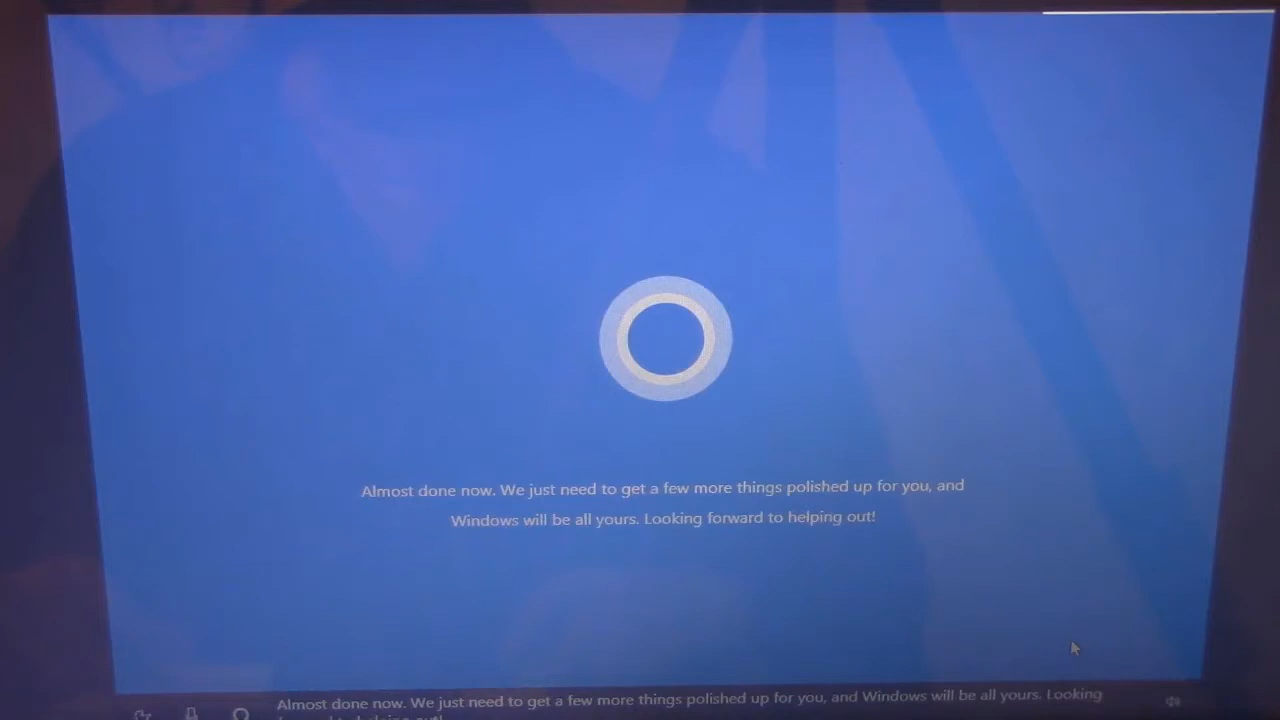 Almost done now. We just need to get a few more things polished up for you, and
Windows will be all yours. Looking forward to helping out!
Almost done now. We just need to get a few more things polished up for you, and Windows will be all yours. Looking